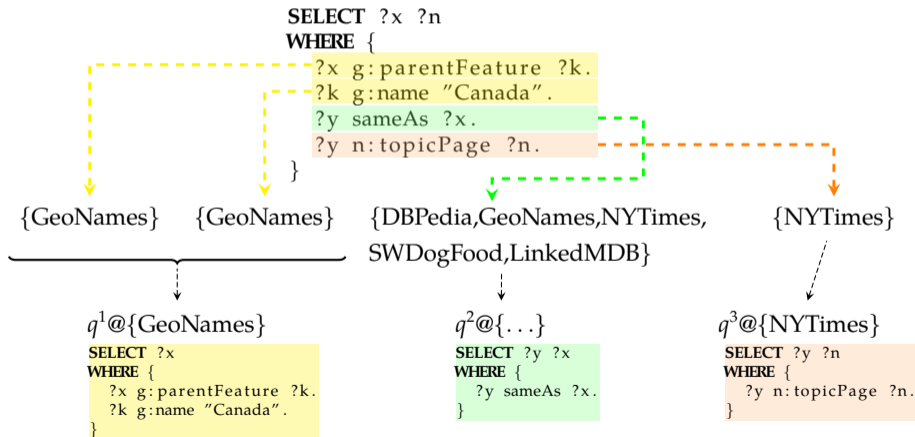 SELECT ?x ?n
WHERE {
?x g:parentFeature ?k.
?k g:name ”Canada”.
?y sameAs ?x.
?y n:topicPage ?n.
}
{GeoNames}
{GeoNames}
{DBPedia,GeoNames,NYTimes,
SWDogFood,LinkedMDB}
{NYTimes}
q¹@{GeoNames}
SELECT ?x
WHERE {
?x g:parentFeature ?k.
?k g:name ”Canada”.
}
q²@{...}
SELECT ?y ?x
WHERE {
?y sameAs ?x.
}
q³@{NYTimes}
SELECT ?y ?n
WHERE {
?y n:topicPage ?n.
}